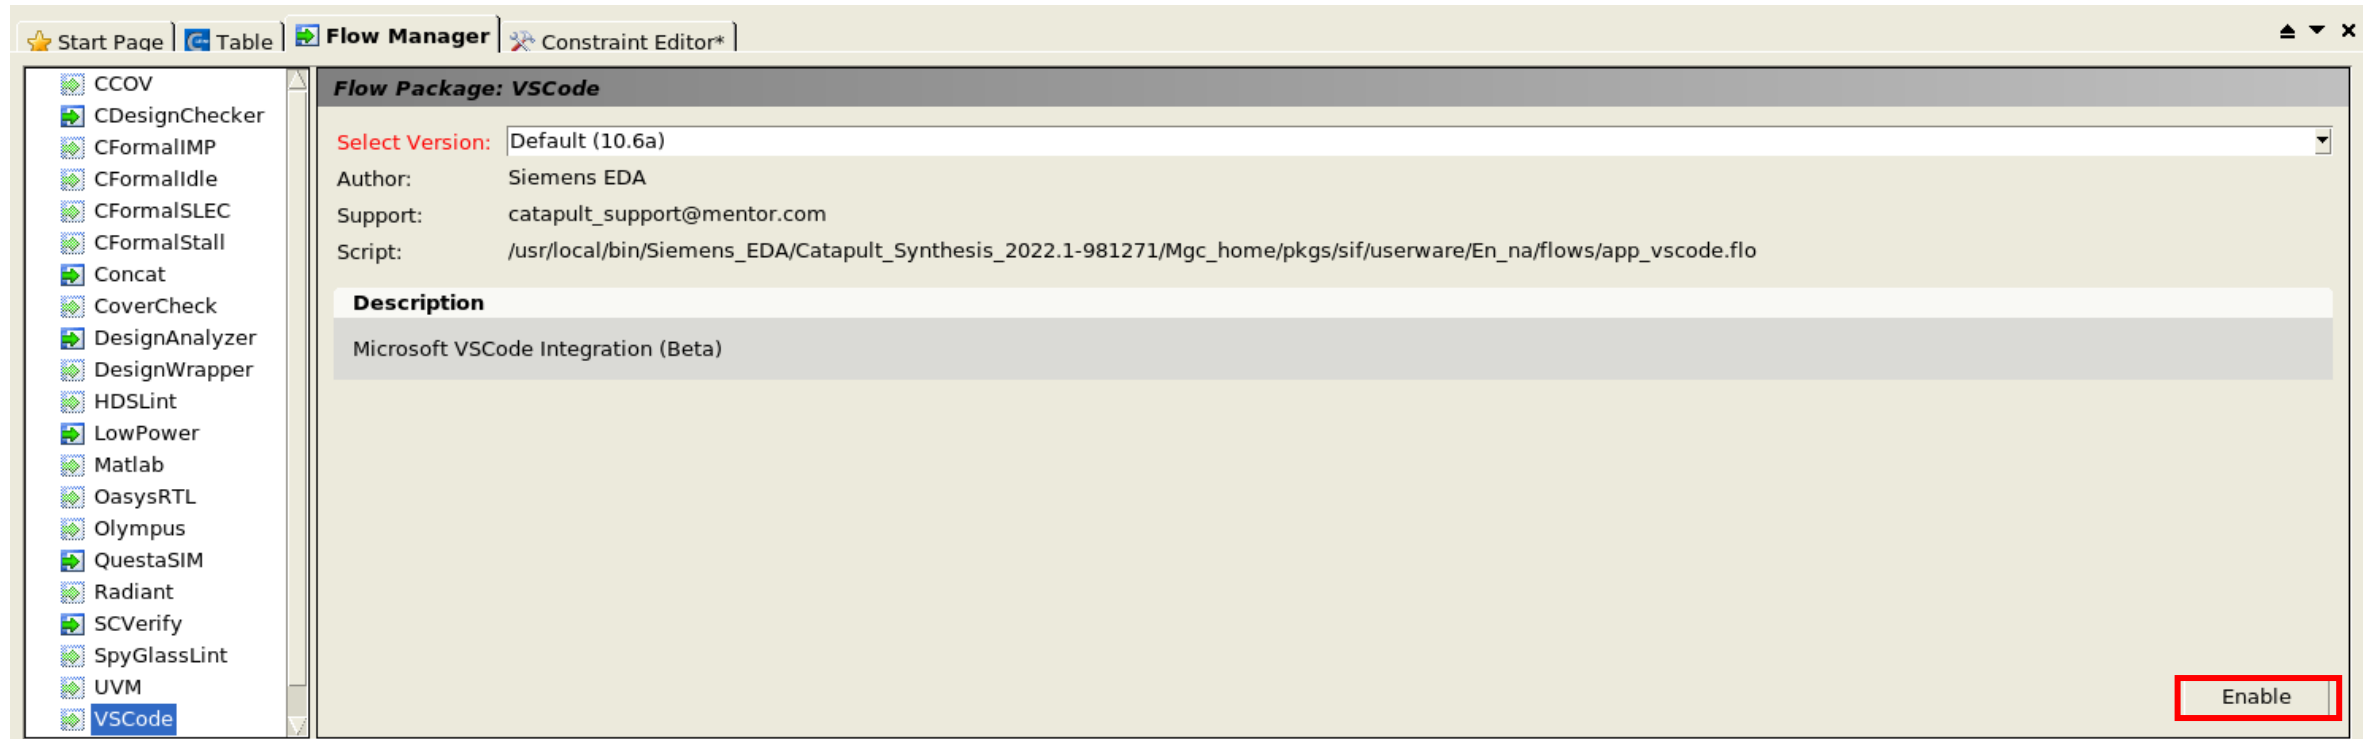 Start Page
Table
Flow Manager
Constraint Editor*
CCOV
CDesignChecker
CFormalIMP
CFormalIdle
CFormalSLEC
CFormalStall
Concat
CoverCheck
DesignAnalyzer
DesignWrapper
HDSLint
LowPower
Matlab
OasysRTL
Olympus
QuestaSIM
Radiant
SCVerify
SpyGlassLint
UVM
VSCode
Flow Package: VSCode
Select Version: Default (10.6a)
Author: Siemens EDA
Support: catapult_support@mentor.com
Script: /usr/local/bin/Siemens_EDA/Catapult_Synthesis_2022.1-981271/Mgc_home/pkgs/sif/userware/En_na/flows/app_vscode.flo
Description
Microsoft VSCode Integration (Beta)
Enable